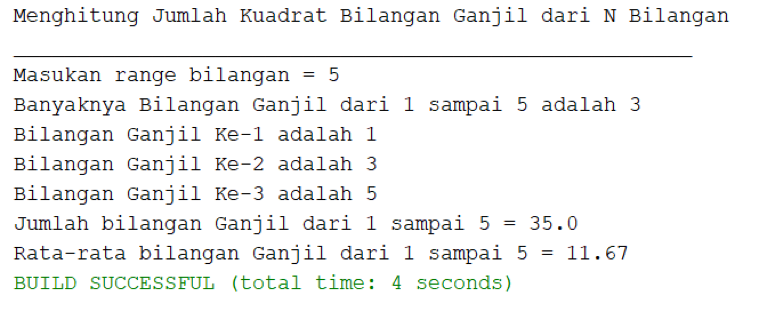 Menghitung Jumlah Kuadrat Bilangan Ganjil dari N Bilangan
Masukan range bilangan = 5
Banyaknya Bilangan Ganjil dari 1 sampai 5 adalah 3
Bilangan Ganjil Ke-1 adalah 1
Bilangan Ganjil Ke-2 adalah 3
Bilangan Ganjil Ke-3 adalah 5
Jumlah bilangan Ganjil dari 1 sampai 5 = 35.0
Rata-rata bilangan Ganjil dari 1 sampai 5 = 11.67
BUILD SUCCESSFUL (total time: 4 seconds)